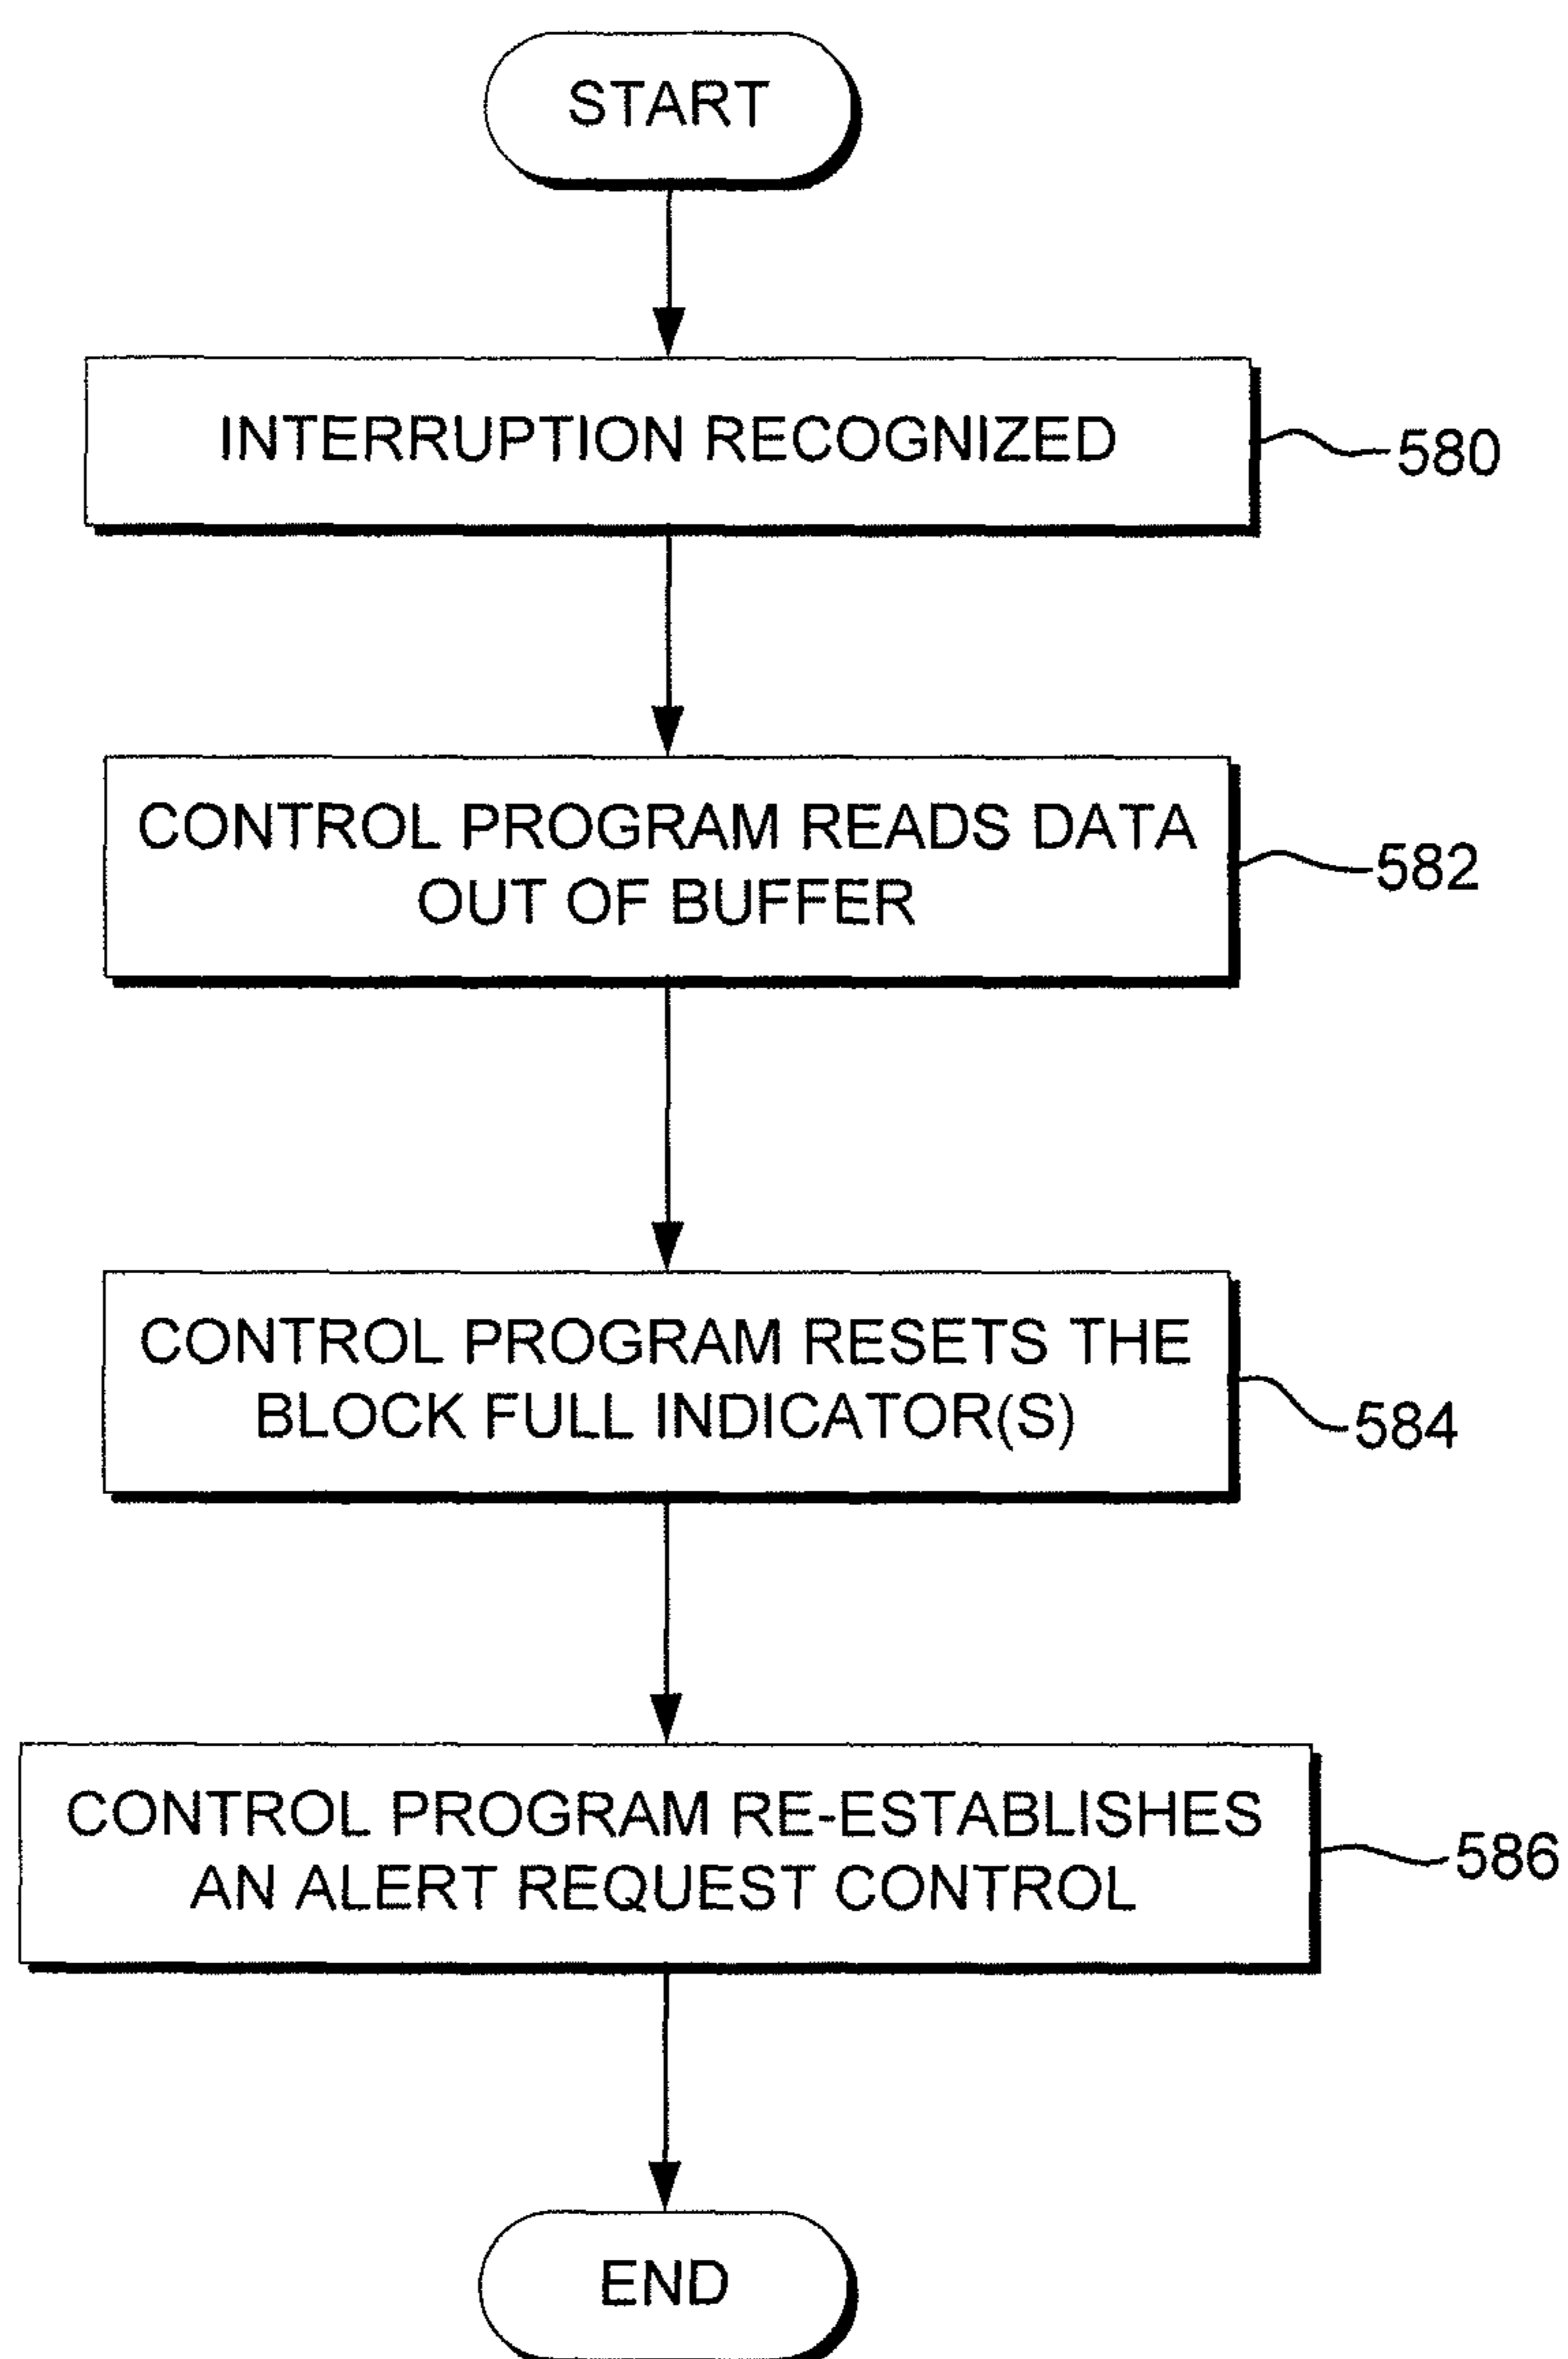 START
INTERRUPTION RECOGNIZED
580
CONTROL PROGRAM READS DATA
OUT OF BUFFER
582
CONTROL PROGRAM RESETS THE
BLOCK FULL INDICATOR(S)
584
CONTROL PROGRAM RE-ESTABLISHES
AN ALERT REQUEST CONTROL
586
END